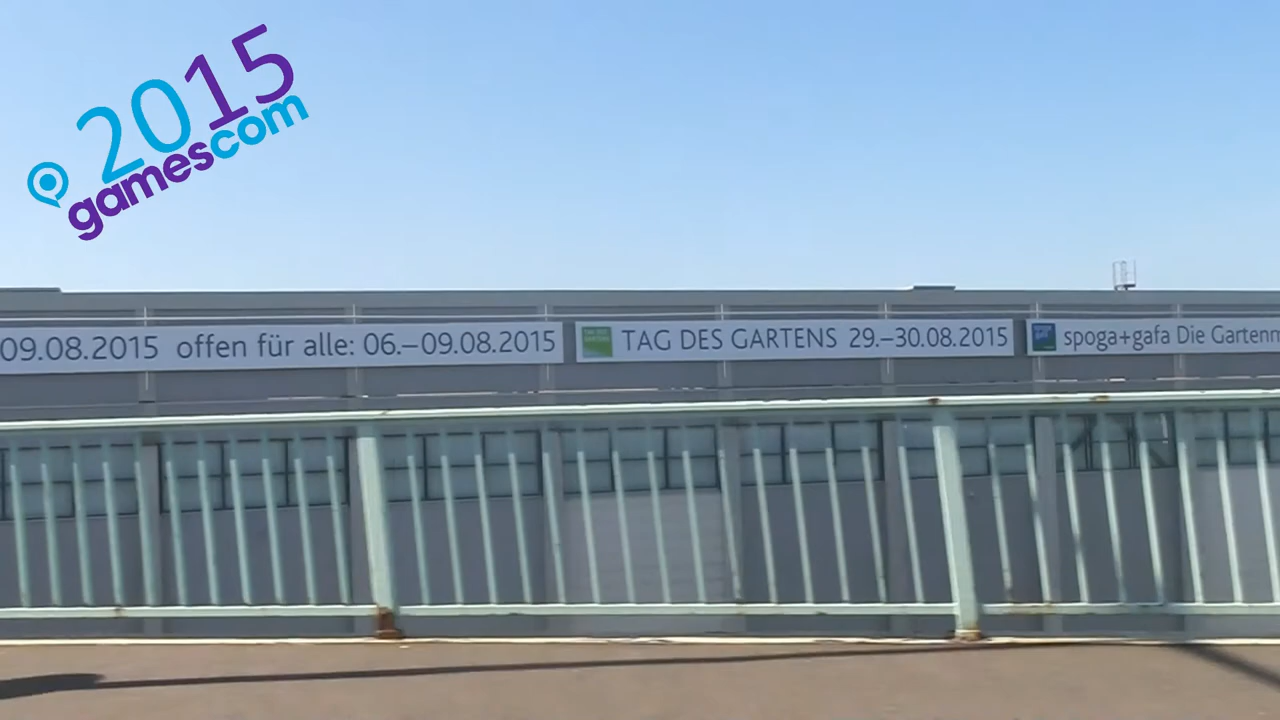 2015
gamescom
09.08.2015 offen für alle: 06.–09.08.2015
TAG DES GARTENS 29.–30.08.2015
spoga+gafa Die Gartenn